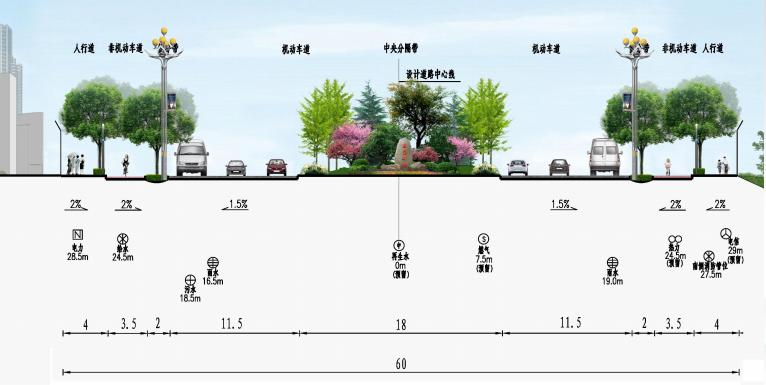 人行道 非机动车道 分带 机动车道 中央分隔带 机动车道 非机动车道 人行道
设计道路中心线
2% 2% 1.5% 1.5% 2% 2%
电力
28.5m
给水
24.5m
雨水
16.5m
污水
18.5m
再生水
0m
(预留)
燃气
7.5m
(预留)
雨水
19.0m
热力
24.5m
(预留)
南侧消防管位
27.5m
电信
29m
(预留)
4 3.5 2 11.5 18 11.5 2 3.5 4
60